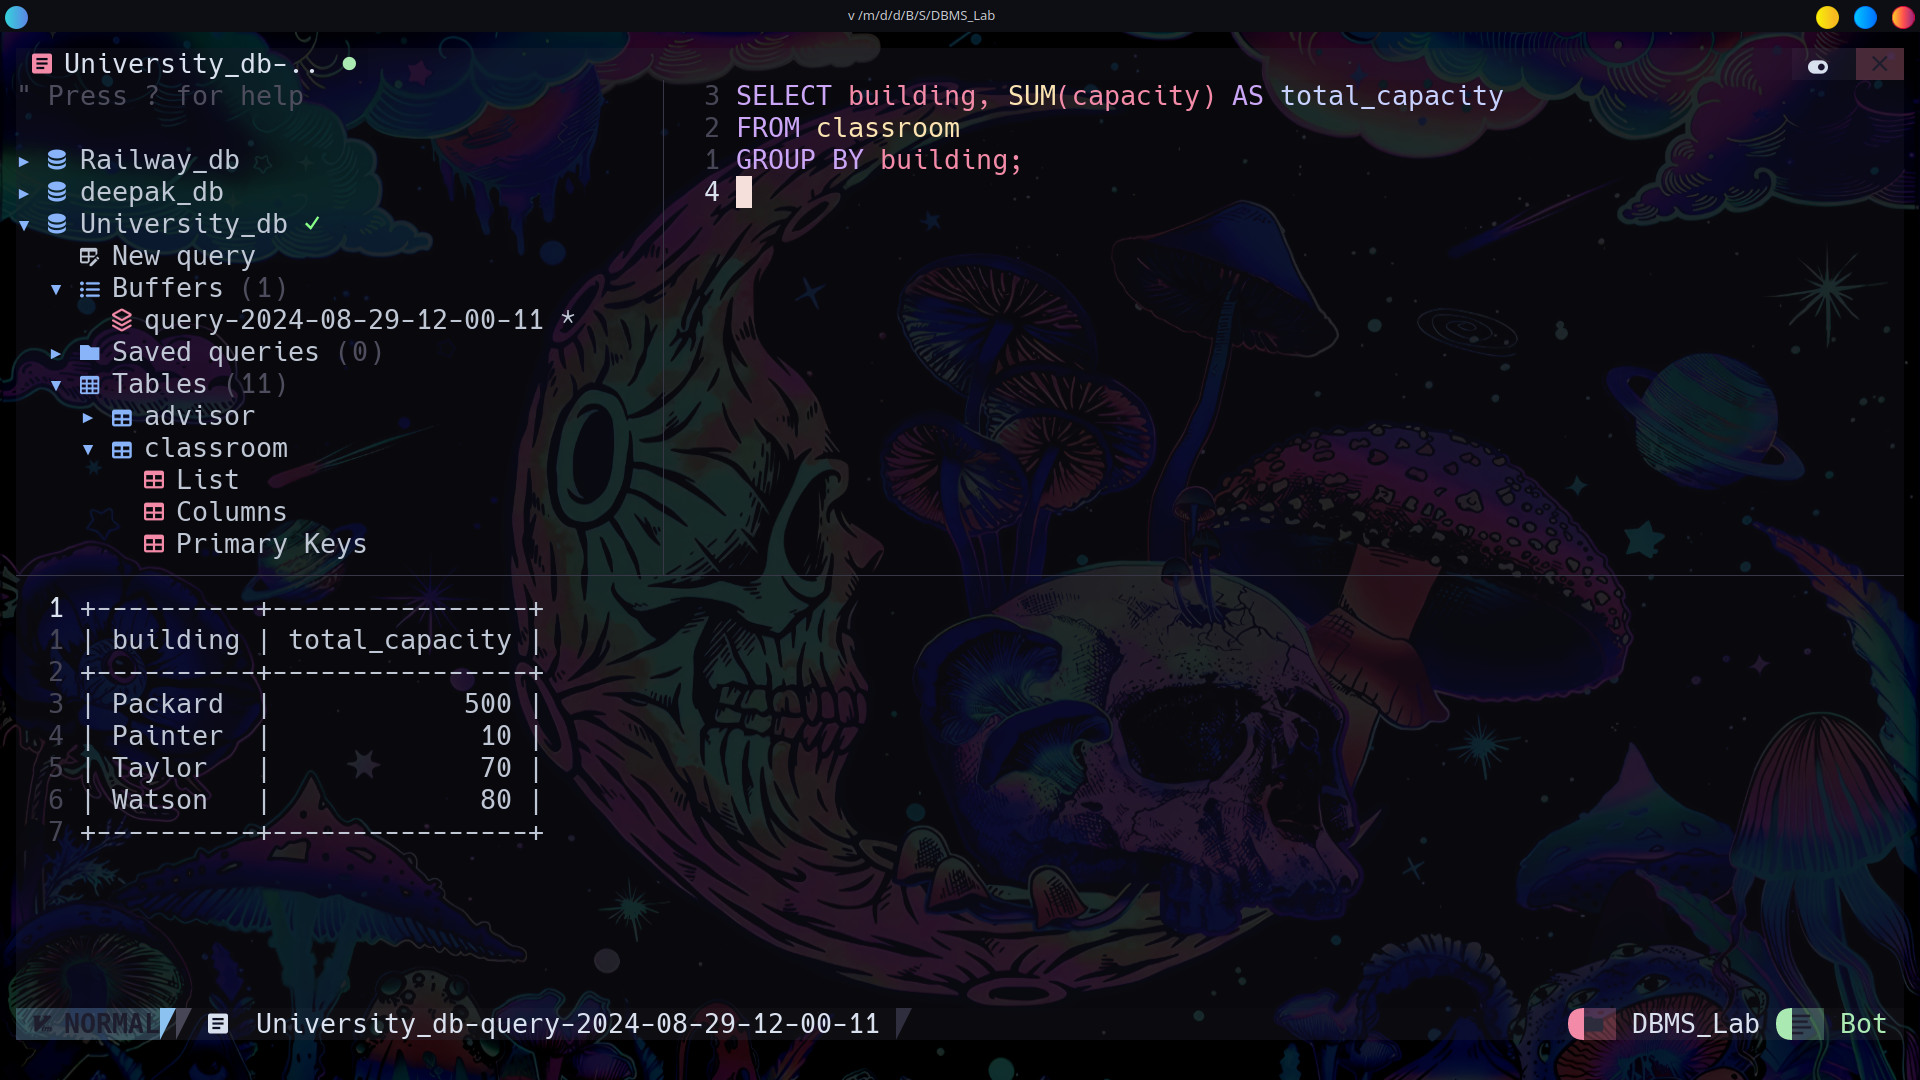 v /m/d/d/B/S/DBMS_Lab
University_db-..
" Press ? for help
Railway_db
deepak_db
University_db ✓
New query
Buffers (1)
query-2024-08-29-12-00-11 *
Saved queries (0)
Tables (11)
advisor
classroom
List
Columns
Primary Keys
3 SELECT building, SUM(capacity) AS total_capacity
2 FROM classroom
1 GROUP BY building;
4
1 +----------+----------------+
1 | building | total_capacity |
2 +----------+----------------+
3 | Packard  |            500 |
4 | Painter  |             10 |
5 | Taylor   |             70 |
6 | Watson   |             80 |
7 +----------+----------------+
NORMAL University_db-query-2024-08-29-12-00-11 DBMS_Lab Bot